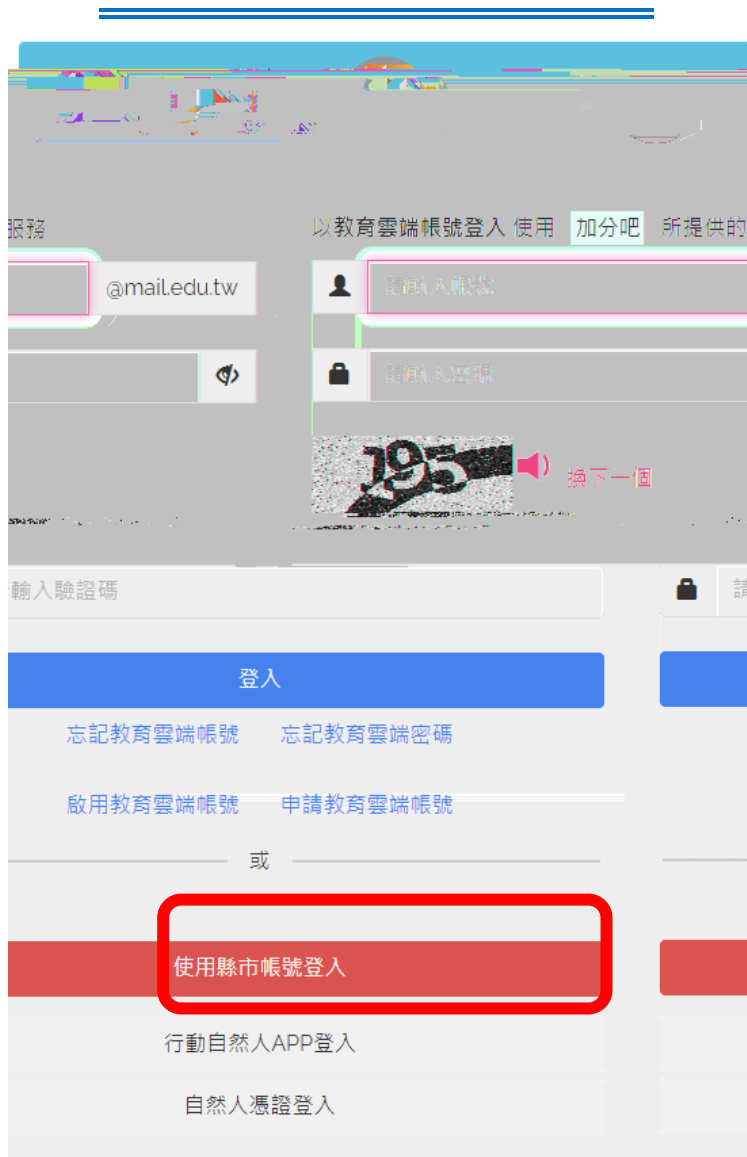 服務
以教育雲端帳號登入 使用 加分吧 所提供的
@mail.edu.tw
請輸入帳號
請輸入密碼
195
換下一個
輸入驗證碼
請
登入
忘記教育雲端帳號 忘記教育雲端密碼
啟用教育雲端帳號 申請教育雲端帳號
或
使用縣市帳號登入
行動自然人APP登入
自然人憑證登入